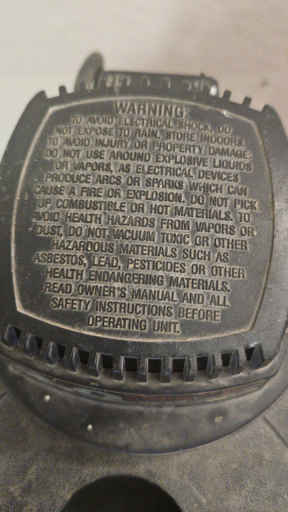 WARNING
TO AVOID ELECTRICAL SHOCK, DO
NOT EXPOSE TO RAIN, STORE INDOORS.
TO AVOID INJURY OR PROPERTY DAMAGE,
DO NOT USE AROUND EXPLOSIVE LIQUIDS
OR VAPORS, AS ELECTRICAL DEVICES
PRODUCE ARCS OR SPARKS WHICH CAN
CAUSE A FIRE OR EXPLOSION. DO NOT PICK
UP COMBUSTIBLE OR HOT MATERIALS. TO
AVOID HEALTH HAZARDS FROM VAPORS OR
DUST, DO NOT VACUUM TOXIC OR OTHER
HAZARDOUS MATERIALS SUCH AS
ASBESTOS, LEAD, PESTICIDES OR OTHER
HEALTH ENDANGERING MATERIALS.
READ OWNER'S MANUAL AND ALL
SAFETY INSTRUCTIONS BEFORE
OPERATING UNIT.